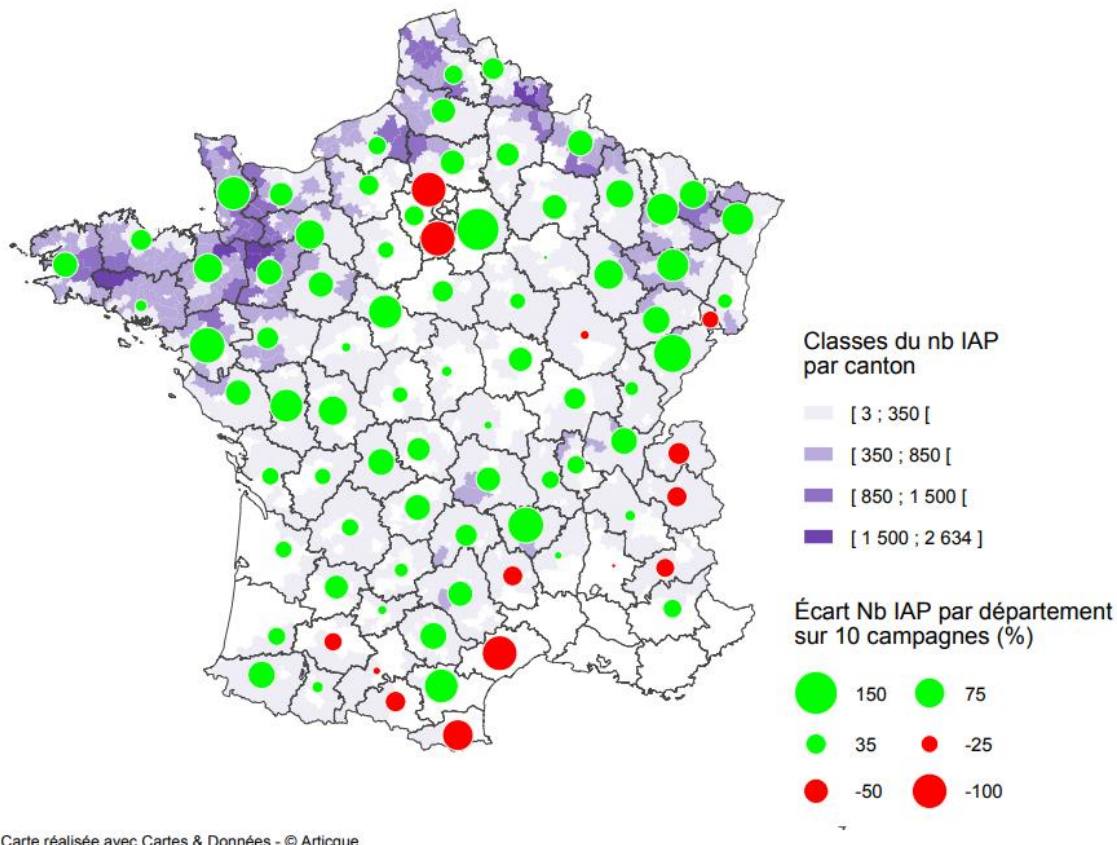 Classes du nb IAP
par canton
[ 3 ; 350 [
[ 350 ; 850 [
[ 850 ; 1 500 [
[ 1 500 ; 2 634 ]
Écart Nb IAP par département
sur 10 campagnes (%)
150 75
35 -25
-50 -100
Carte réalisée avec Cartes & Données - © Articque